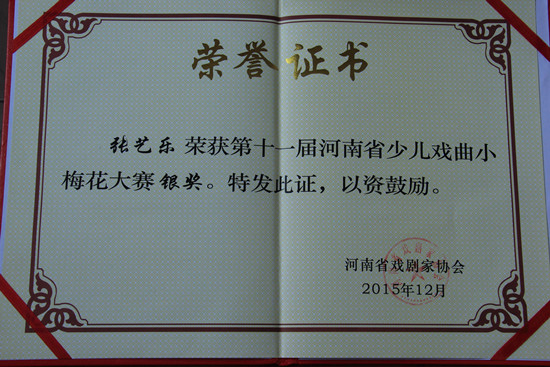 荣誉证书
张艺乐荣获第十一届河南省少儿戏曲小
梅花大赛银奖。特发此证，以资鼓励。
河南省戏剧家协会
2015年12月